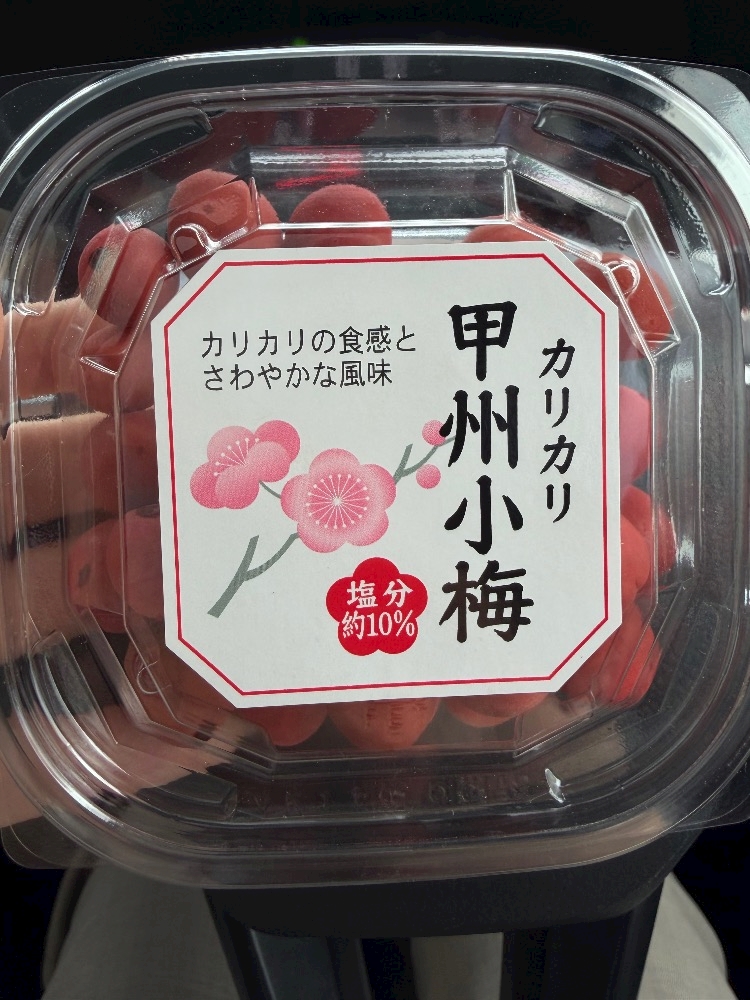 カリカリ
甲州小梅
カリカリの食感と
さわやかな風味
塩分
約10%